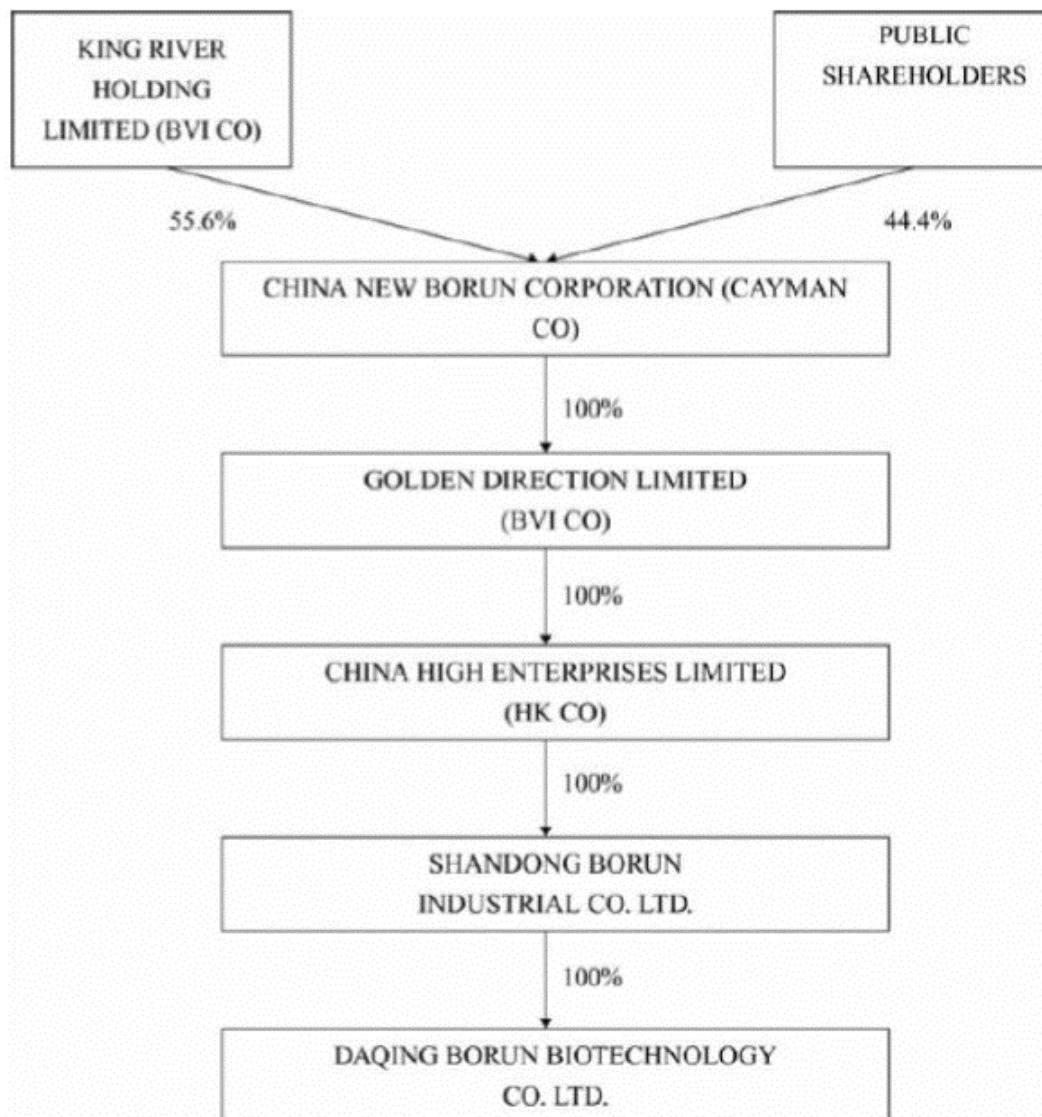 KING RIVER
HOLDING
LIMITED (BVI CO)
PUBLIC
SHAREHOLDERS
55.6%
44.4%
CHINA NEW BORUN CORPORATION (CAYMAN
CO)
100%
GOLDEN DIRECTION LIMITED
(BVI CO)
100%
CHINA HIGH ENTERPRISES LIMITED
(HK CO)
100%
SHANDONG BORUN
INDUSTRIAL CO. LTD.
100%
DAQING BORUN BIOTECHNOLOGY
CO. LTD.